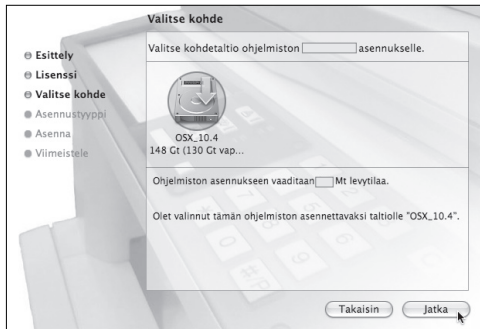 Valitse kohde
Esittely
Lisenssi
Valitse kohde
Asennustyyppi
Asenna
Viimeistele
Valitse kohdetaltio ohjelmiston asennukselle.
OSX_10.4
148 Gt (130 Gt vap...
Ohjelmiston asennukseen vaaditaan Mt levytilaa.
Olet valinnut tämän ohjelmiston asennettavaksi taltiolle "OSX_10.4".
Takaisin Jatka